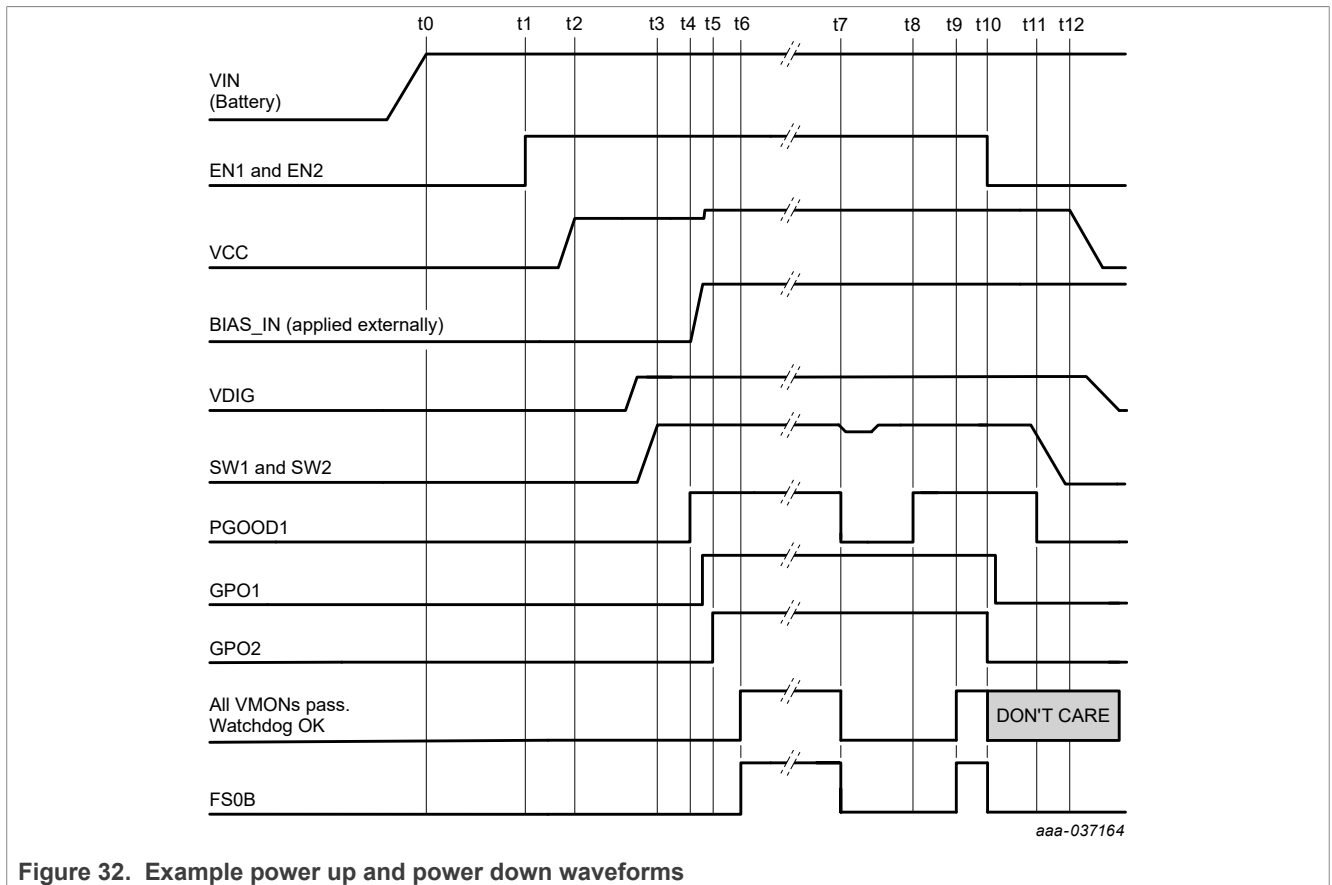 t0 t1 t2 t3 t4 t5 t6 t7 t8 t9 t10 t11 t12
VIN
(Battery)
EN1 and EN2
VCC
BIAS_IN (applied externally)
VDIG
SW1 and SW2
PGOOD1
GPO1
GPO2
All VMONs pass.
Watchdog OK
DON'T CARE
FS0B
aaa-037164
Figure 32. Example power up and power down waveforms